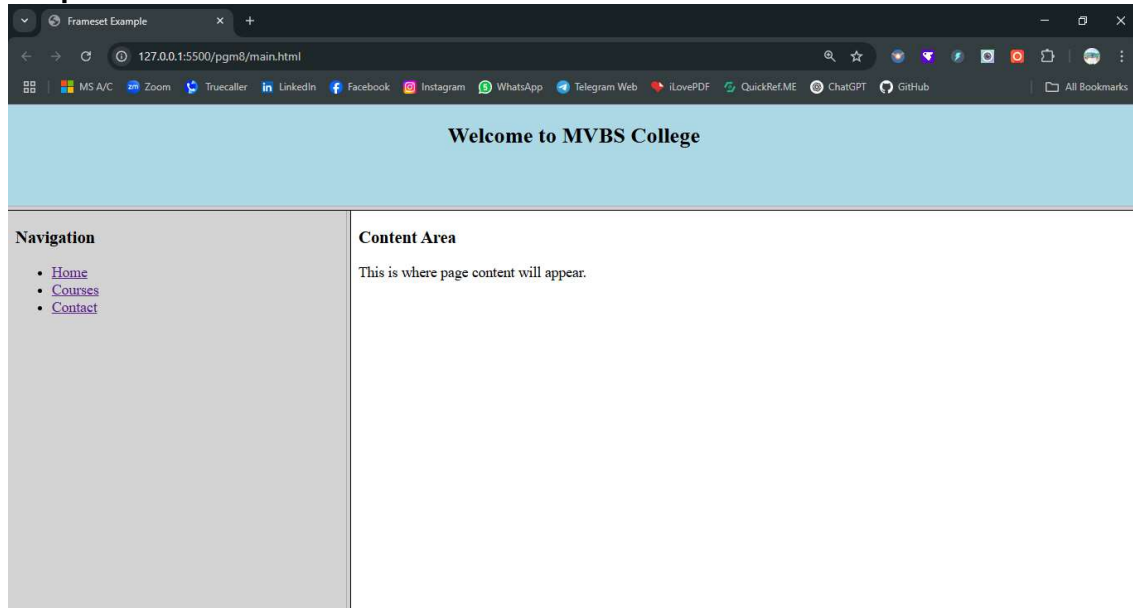 Frameset Example
127.0.0.1:5500/pgm8/main.html
MS A/C Zoom Truecaller LinkedIn Facebook Instagram WhatsApp Telegram Web iLovePDF QuickRef.ME ChatGPT GitHub All Bookmarks
Welcome to MVBS College
Navigation
Home
Courses
Contact
Content Area
This is where page content will appear.